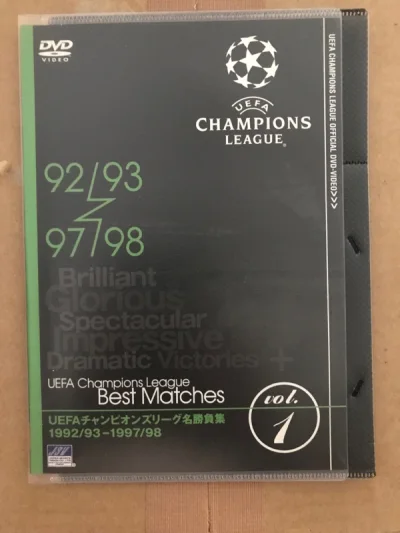 DVD
VIDEO
UEFA
CHAMPIONS
LEAGUE®
UEFA CHAMPIONS LEAGUE OFFICIAL DVD-VIDEO>>>
92/93
97/98
Brilliant
Glorious
Spectacular
Impressive
Dramatic Victories +
UEFA Champions League
Best Matches
vol.
1
UEFAチャンピオンズリーグ名勝負集
1992/93-1997/98